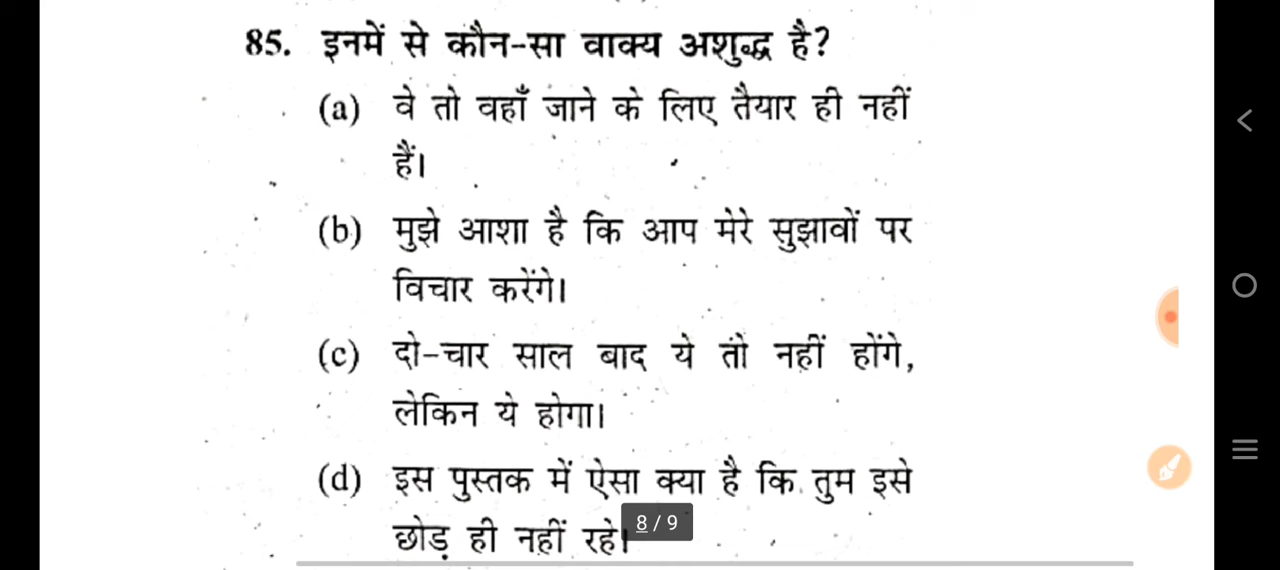 85. इनमें से कौन-सा वाक्य अशुद्ध है?
(a) वे तो वहाँ जाने के लिए तैयार ही नहीं
हैं।
(b) मुझे आशा है कि आप मेरे सुझावों पर
विचार करेंगे।
(c) दो-चार साल बाद ये तो नहीं होंगे,
लेकिन ये होगा।
(d) इस पुस्तक में ऐसा क्या है कि तुम इसे
छोड़ ही नहीं रहे।
8 / 9